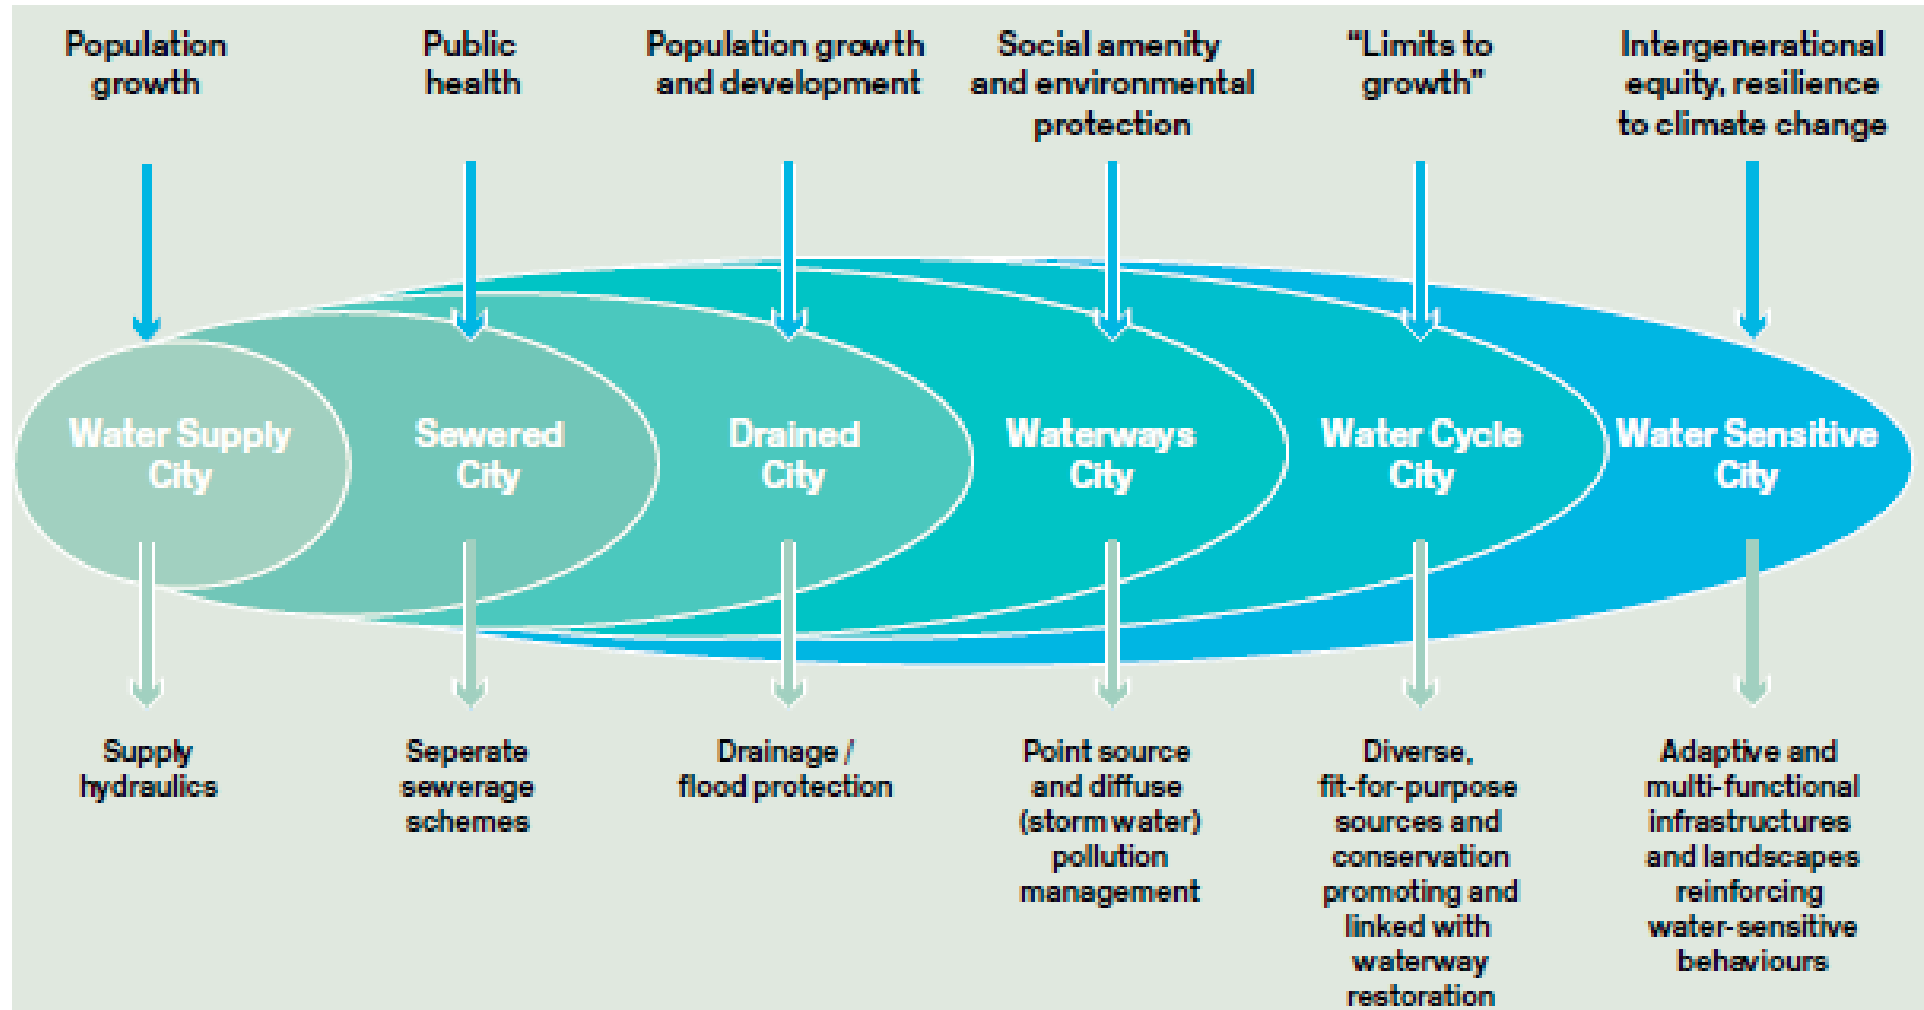 Population
growth
Public
health
Population growth
and development
Social amenity
and environmental
protection
“Limits to
growth”
Intergenerational
equity, resilience
to climate change
Water Supply
City
Sewered
City
Drained
City
Waterways
City
Water Cycle
City
Water Sensitive
City
Supply
hydraulics
Seperate
sewerage
schemes
Drainage /
flood protection
Point source
and diffuse
(storm water)
pollution
management
Diverse,
fit-for-purpose
sources and
conservation
promoting and
linked with
waterway
restoration
Adaptive and
multi-functional
infrastructures
and landscapes
reinforcing
water-sensitive
behaviours